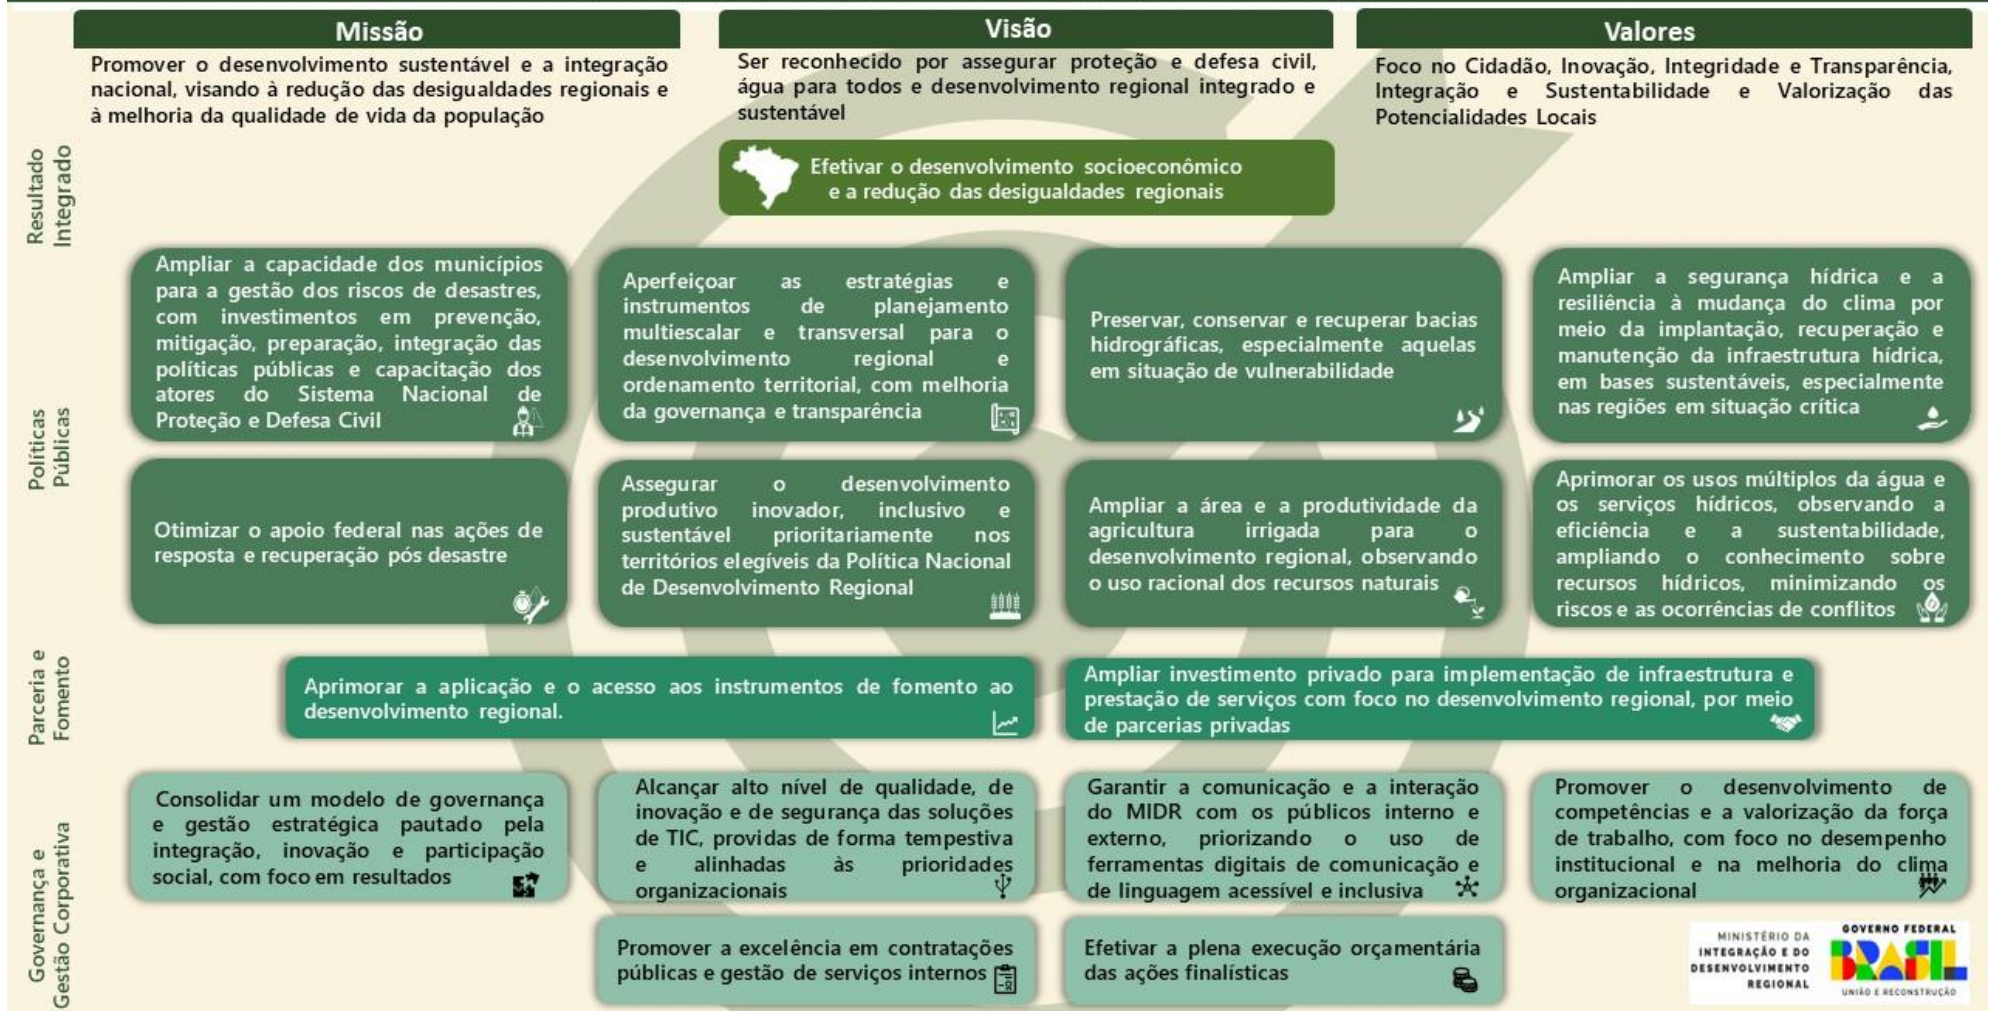 Missão
Promover o desenvolvimento sustentável e a integração
nacional, visando à redução das desigualdades regionais e
à melhoria da qualidade de vida da população
Visão
Ser reconhecido por assegurar proteção e defesa civil,
água para todos e desenvolvimento regional integrado e
sustentável
Valores
Foco no Cidadão, Inovação, Integridade e Transparência,
Integração e Sustentabilidade e Valorização das
Potencialidades Locais
Resultado
Integrado
Efetivar o desenvolvimento socioeconômico
e a redução das desigualdades regionais
Políticas
Públicas
Ampliar a capacidade dos municípios
para a gestão dos riscos de desastres,
com investimentos em prevenção,
mitigação, preparação, integração das
políticas públicas e capacitação dos
atores do Sistema Nacional de
Proteção e Defesa Civil
Aperfeiçoar as estratégias e
instrumentos de planejamento
multiescalar e transversal para o
desenvolvimento regional e
ordenamento territorial, com melhoria
da governança e transparência
Preservar, conservar e recuperar bacias
hidrográficas, especialmente aquelas
em situação de vulnerabilidade
Ampliar a segurança hídrica e a
resiliência à mudança do clima por
meio da implantação, recuperação e
manutenção da infraestrutura hídrica,
em bases sustentáveis, especialmente
nas regiões em situação crítica
Otimizar o apoio federal nas ações de
resposta e recuperação pós desastre
Assegurar o desenvolvimento
produtivo inovador, inclusivo e
sustentável prioritariamente nos
territórios elegíveis da Política Nacional
de Desenvolvimento Regional
Ampliar a área e a produtividade da
agricultura irrigada para o
desenvolvimento regional, observando
o uso racional dos recursos naturais
Aprimorar os usos múltiplos da água e
os serviços hídricos, observando a
eficiência e a sustentabilidade,
ampliando o conhecimento sobre
recursos hídricos, minimizando os
riscos e as ocorrências de conflitos
Parceria e
Fomento
Aprimorar a aplicação e o acesso aos instrumentos de fomento ao
desenvolvimento regional.
Ampliar investimento privado para implementação de infraestrutura e
prestação de serviços com foco no desenvolvimento regional, por meio
de parcerias privadas
Governança e
Gestão Corporativa
Consolidar um modelo de governança
e gestão estratégica pautado pela
integração, inovação e participação
social, com foco em resultados
Alcançar alto nível de qualidade, de
inovação e de segurança das soluções
de TIC, providas de forma tempestiva
e alinhadas às prioridades
organizacionais
Garantir a comunicação e a interação
do MIDR com os públicos interno e
externo, priorizando o uso de
ferramentas digitais de comunicação e
de linguagem acessível e inclusiva
Promover o desenvolvimento de
competências e a valorização da força
de trabalho, com foco no desempenho
institucional e na melhoria do clima
organizacional
Promover a excelência em contratações
públicas e gestão de serviços internos
Efetivar a plena execução orçamentária
das ações finalísticas
MINISTÉRIO DA
INTEGRAÇÃO E DO
DESENVOLVIMENTO
REGIONAL
GOVERNO FEDERAL
BRASIL
UNIÃO E RECONSTRUÇÃO